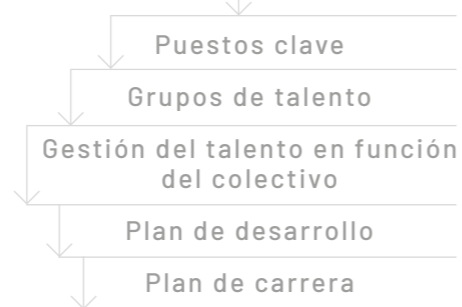 Puestos clave
Grupos de talento
Gestión del talento en función
del colectivo
Plan de desarrollo
Plan de carrera